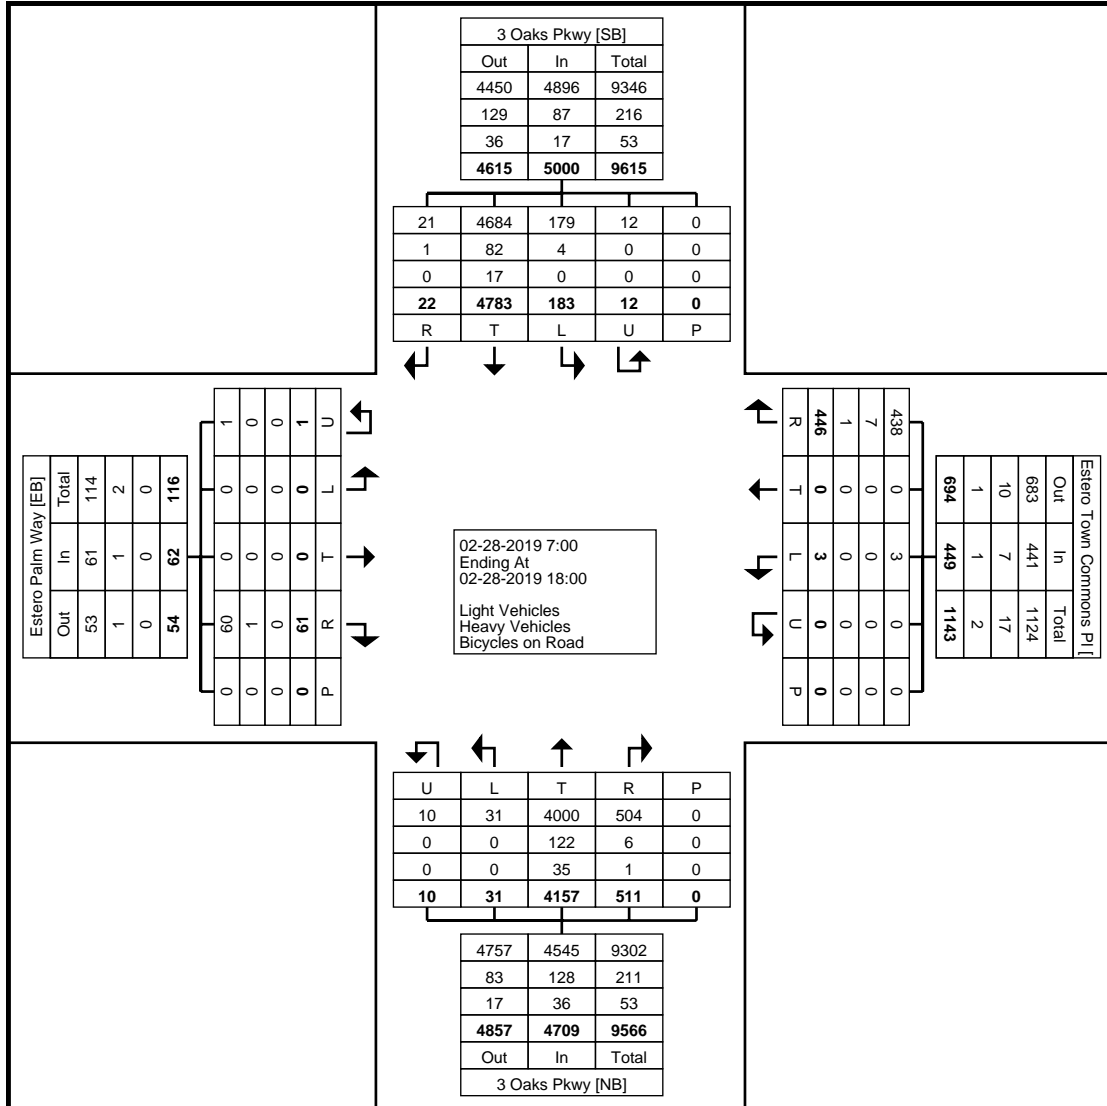 3 Oaks Pkwy [SB]
Out In Total
4450 4896 9346
129 87 216
36 17 53
4615 5000 9615
21 4684 179 12 0
1 82 4 0 0
0 17 0 0 0
22 4783 183 12 0
R T L U P
Estero Palm Way [EB]
Total In Out
114 61 53
2 1 1
0 0 0
116 62 54
1 0 0 60 0
0 0 0 1 0
0 0 0 0 0
1 0 0 61 0
U L T R P
02-28-2019 7:00
Ending At
02-28-2019 18:00
Light Vehicles
Heavy Vehicles
Bicycles on Road
Estero Town Commons Pl [
Out In Total
683 441 1124
10 7 17
1 1 2
694 449 1143
438 0 3 0 0
7 0 0 0 0
1 0 0 0 0
446 0 3 0 0
R T L U P
U L T R P
10 31 4000 504 0
0 0 122 6 0
0 0 35 1 0
10 31 4157 511 0
4757 4545 9302
83 128 211
17 36 53
4857 4709 9566
Out In Total
3 Oaks Pkwy [NB]